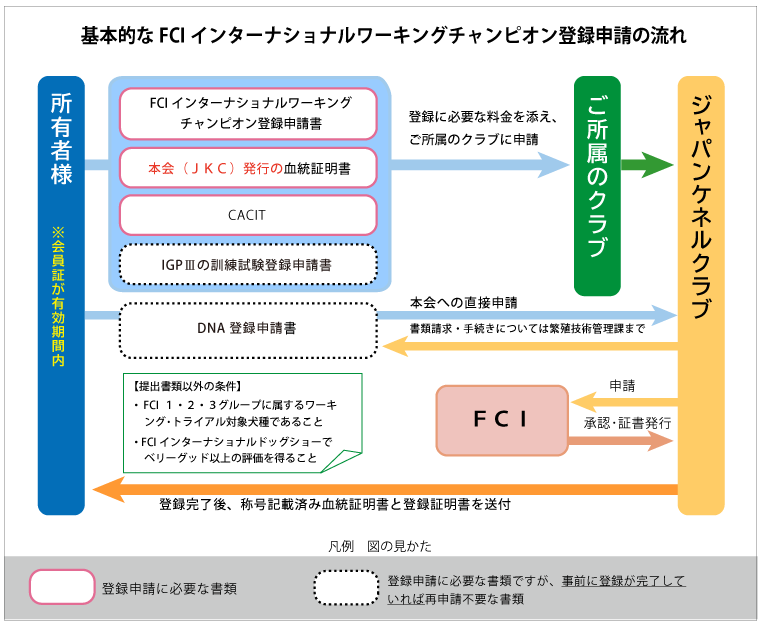 基本的な FCI インターナショナルワーキングチャンピオン登録申請の流れ
所有者様
※会員証が有効期間内
FCI インターナショナルワーキング
チャンピオン登録申請書
本会（ＪＫＣ）発行の血統証明書
CACIT
IGPⅢの訓練試験登録申請書
DNA 登録申請書
登録に必要な料金を添え、
ご所属のクラブに申請
ご所属のクラブ
ジャパンケネルクラブ
本会への直接申請
書類請求・手続きについては繁殖技術管理課まで
【提出書類以外の条件】
・FCI １・２・３グループに属するワーキ
ング・トライアル対象犬種であること
・FCI インターナショナルドッグショーで
ベリーグッド以上の評価を得ること
ＦＣＩ
申請
承認・証書発行
登録完了後、称号記載済み血統証明書と登録証明書を送付
凡例　図の見かた
登録申請に必要な書類
登録申請に必要な書類ですが、事前に登録が完了して
いれば再申請不要な書類